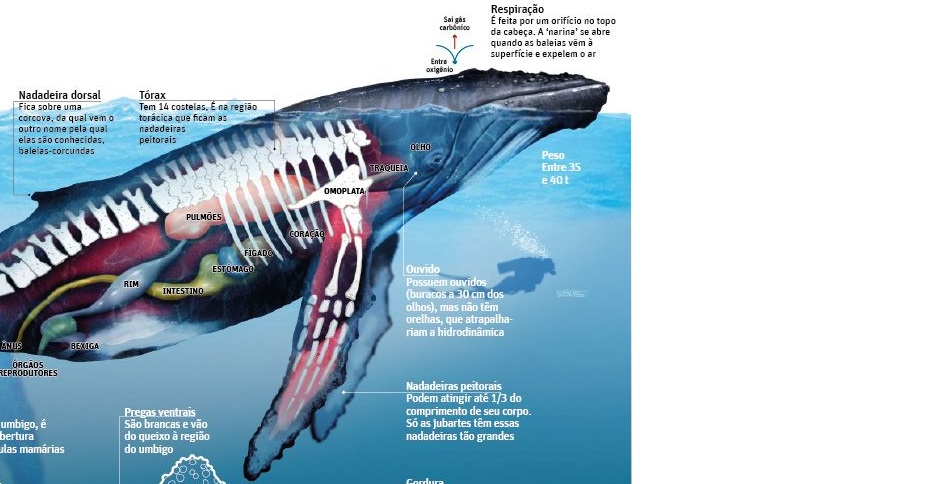 Respiração
É feita por um orifício no topo
da cabeça. A ‘narina’ se abre
quando as baleias vêm à
superfície e expelem o ar
Sai gás
carbônico
Entra
oxigênio
Nadadeira dorsal
Fica sobre uma
corcova, da qual vem o
outro nome pela qual
elas são conhecidas,
baleias-corcundas
Tórax
Tem 14 costelas, É na região
torácica que ficam as
nadadeiras
peitorais
OLHO
TRAQUEIA
OMOPLATA
PULMÕES
CORAÇÃO
FÍGADO
ESTÔMAGO
RIM
INTESTINO
ÂNUS
BEXIGA
ÓRGÃOS
REPRODUTORES
Peso
Entre 35
e 40 t
Ouvido
Possuem ouvidos
(buracos a 30 cm dos
olhos), mas não têm
orelhas, que atrapalha-
riam a hidrodinâmica
Nadadeiras peitorais
Podem atingir até 1/3 do
comprimento de seu corpo.
Só as Jubartes têm essas
nadadeiras tão grandes
Pregas ventrais
São brancas e vão
do queixo à região
do umbigo
umbigo, é
bertura
ulas mamárias
Gordura